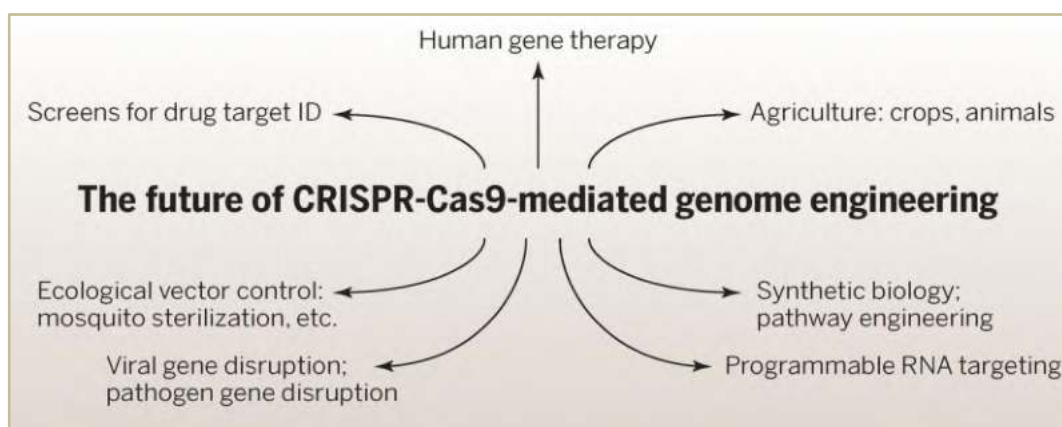 Human gene therapy
Screens for drug target ID
Agriculture: crops, animals
The future of CRISPR-Cas9-mediated genome engineering
Ecological vector control:
mosquito sterilization, etc.
Synthetic biology;
pathway engineering
Viral gene disruption;
pathogen gene disruption
Programmable RNA targeting